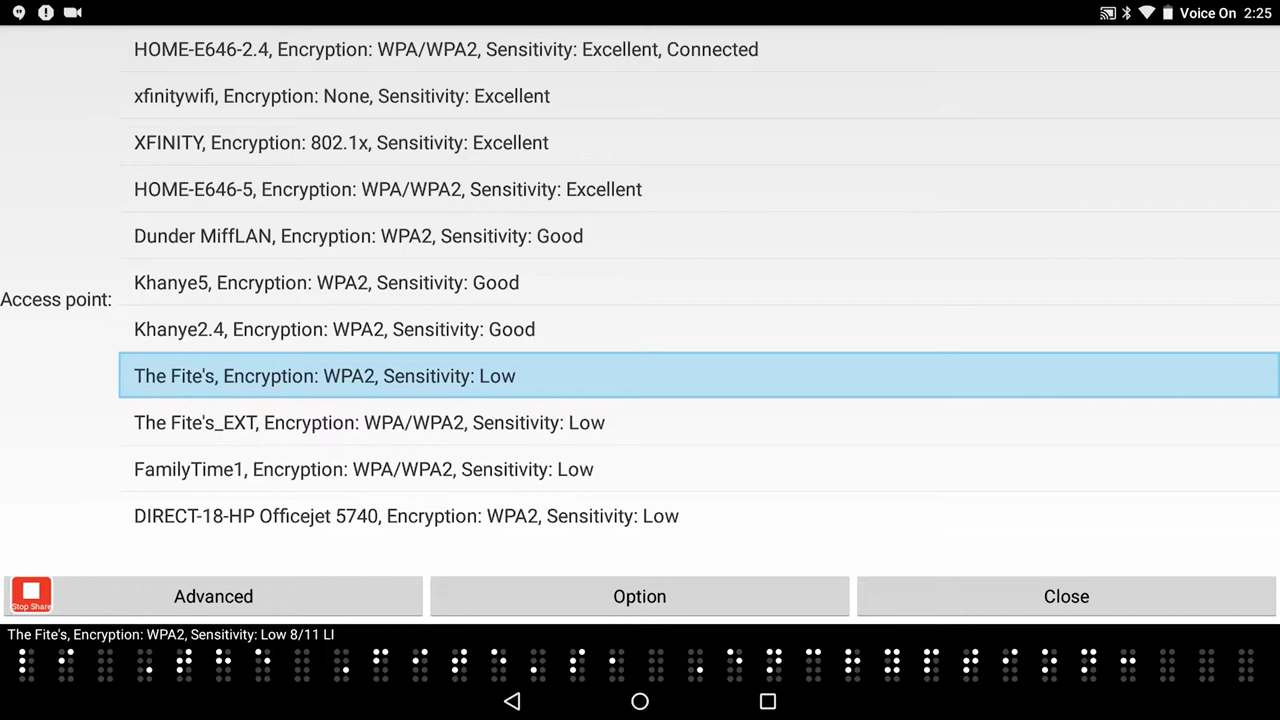 Voice On 2:25
HOME-E646-2.4, Encryption: WPA/WPA2, Sensitivity: Excellent, Connected
xfinitywifi, Encryption: None, Sensitivity: Excellent
XFINITY, Encryption: 802.1x, Sensitivity: Excellent
HOME-E646-5, Encryption: WPA/WPA2, Sensitivity: Excellent
Dunder MiffLAN, Encryption: WPA2, Sensitivity: Good
Khanye5, Encryption: WPA2, Sensitivity: Good
Access point:
Khanye2.4, Encryption: WPA2, Sensitivity: Good
The Fite's, Encryption: WPA2, Sensitivity: Low
The Fite's_EXT, Encryption: WPA/WPA2, Sensitivity: Low
FamilyTime1, Encryption: WPA/WPA2, Sensitivity: Low
DIRECT-18-HP Officejet 5740, Encryption: WPA2, Sensitivity: Low
Stop Share
Advanced Option Close
The Fite's, Encryption: WPA2, Sensitivity: Low 8/11 LI